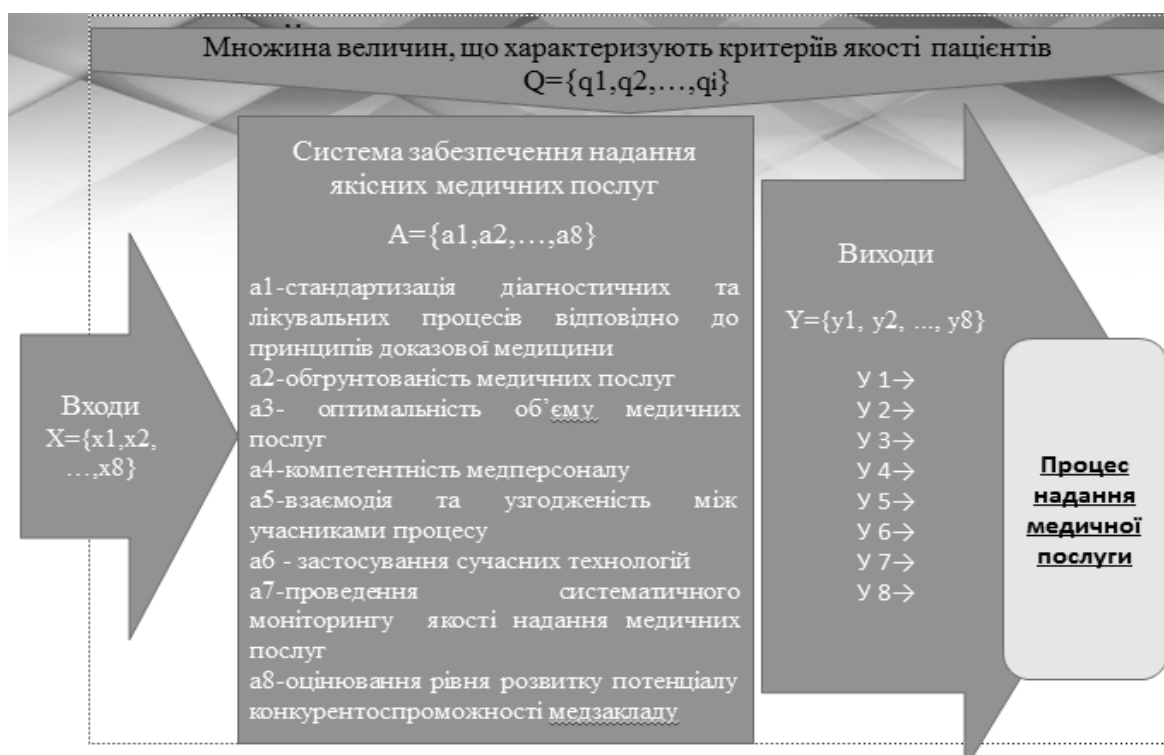 Множина величин, що характеризують критеріїв якості пацієнтів
Q={q1,q2,…,qi}
Система забезпечення надання
якісних медичних послуг
A={a1,a2,…,a8}
а1-стандартизація діагностичних та
лікувальних процесів відповідно до
принципів доказової медицини
а2-обгрунтованість медичних послуг
а3- оптимальність об’єму медичних
послуг
а4-компетентність медперсоналу
а5-взаємодія та узгодженість між
учасниками процесу
а6 - застосування сучасних технологій
а7-проведення систематичного
моніторингу якості надання медичних
послуг
а8-оцінювання рівня розвитку потенціалу
конкурентоспроможності медзакладу
Входи
X={x1,x2,
…,x8}
Виходи
Y={y1, y2, ..., y8}
У 1→
У 2→
У 3→
У 4→
У 5→
У 6→
У 7→
У 8→
Процес
надання
медичної
послуги